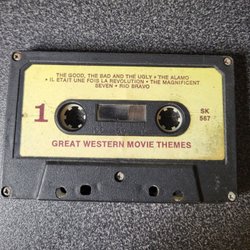 THE GOOD, THE BAD AND THE UGLY • THE ALAMO
• IL ETAIT UNE FOIS LA REVOLUTION • THE MAGNIFICENT
SEVEN • RIO BRAVO
1
SK
567
GREAT WESTERN MOVIE THEMES